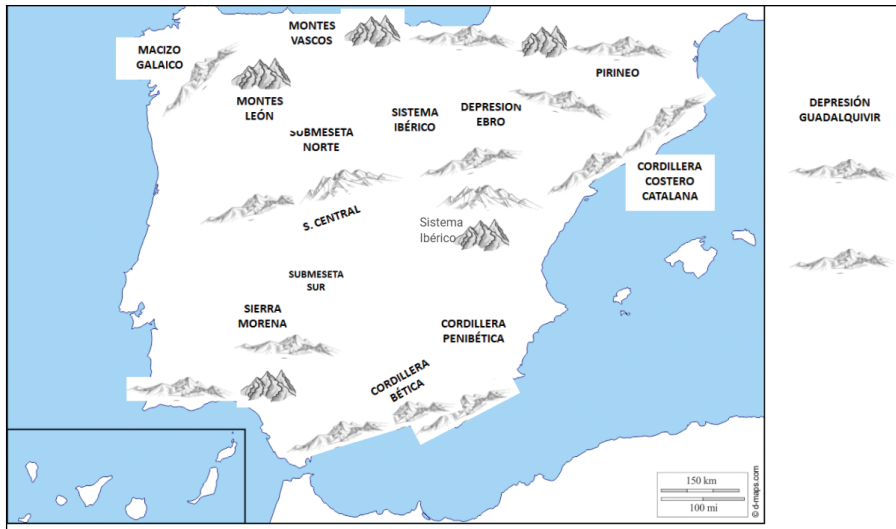 MONTES
VASCOS
MACIZO
GALAICO
PIRINEO
MONTES
LEÓN
SISTEMA
IBÉRICO
DEPRESION
EBRO
DEPRESIÓN
GUADALQUIVIR
SUBMESETA
NORTE
CORDILLERA
COSTERO
CATALANA
S. CENTRAL
Sistema
Ibérico
SUBMESETA
SUR
SIERRA
MORENA
CORDILLERA
PENIBÉTICA
CORDILLERA
BÉTICA
150 km
100 mi
© d-maps.com